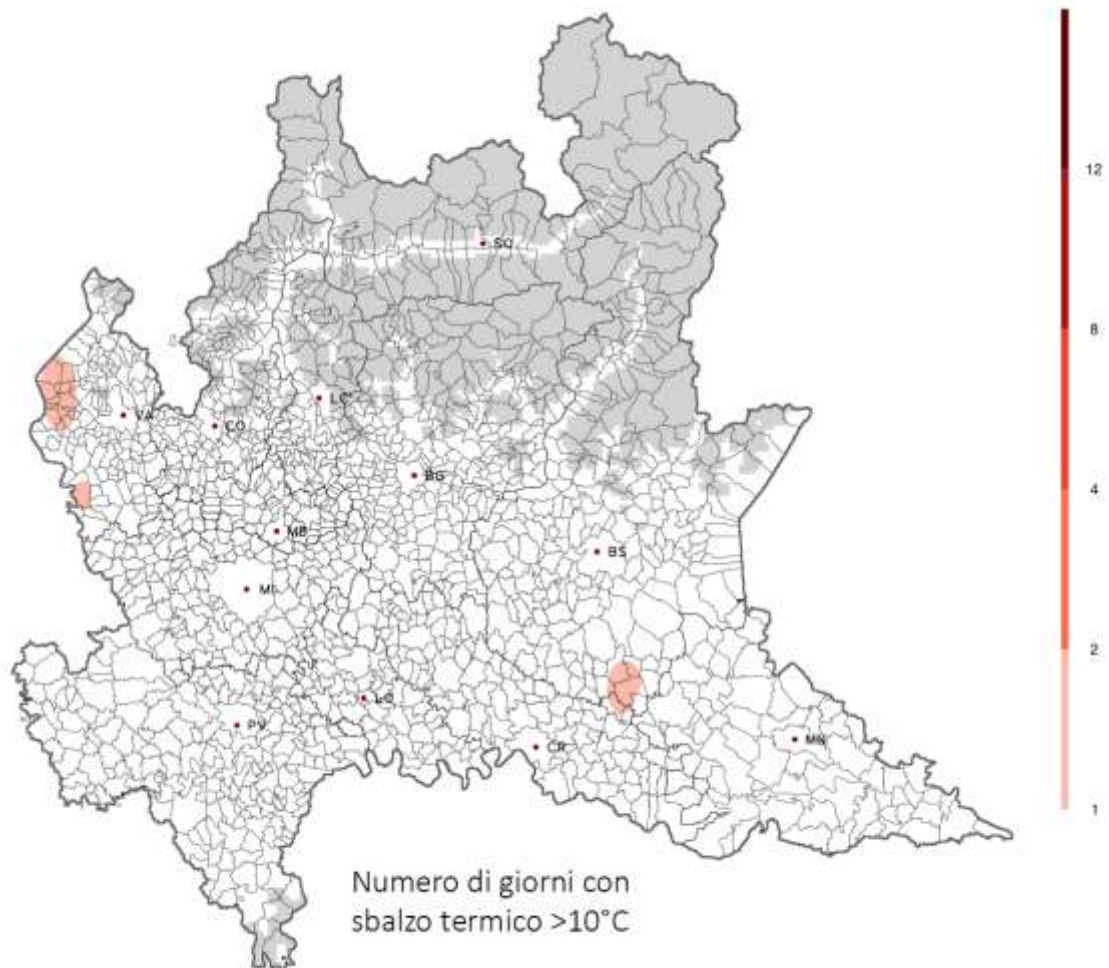 12
SO
8
VA
LC
CO
BG
4
MB
BS
MI
2
LO
PV
CR
MN
1
Numero di giorni con
sbalzo termico >10°C